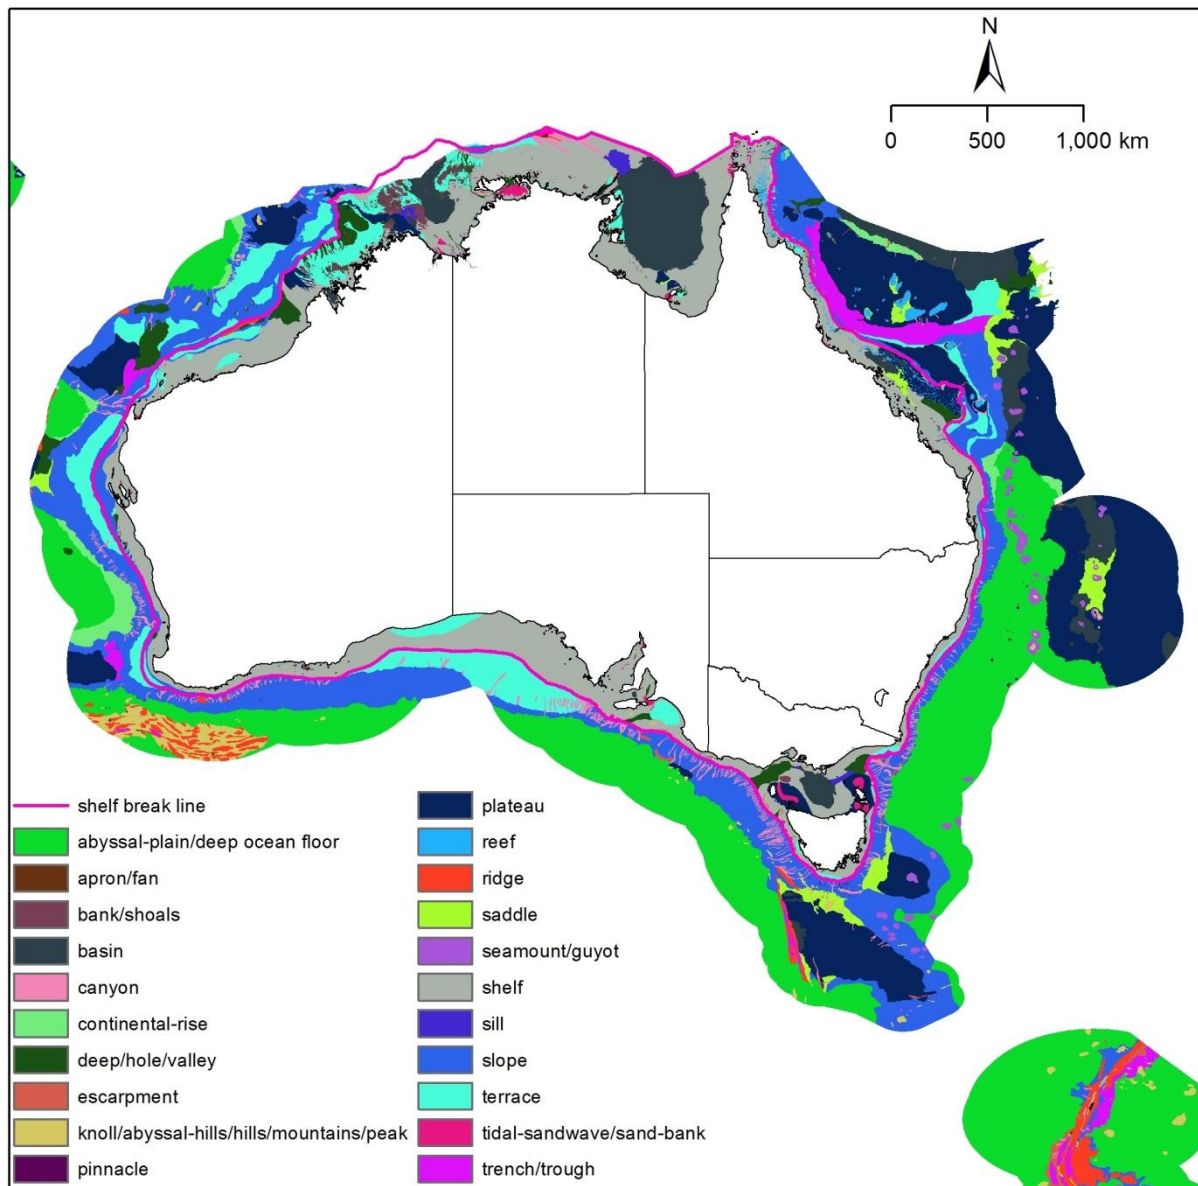 N
0 500 1,000 km
shelf break line
abyssal-plain/deep ocean floor
apron/fan
bank/shoals
basin
canyon
continental-rise
deep/hole/valley
escarpment
knoll/abyssal-hills/hills/mountains/peak
pinnacle
plateau
reef
ridge
saddle
seamount/guyot
shelf
sill
slope
terrace
tidal-sandwave/sand-bank
trench/trough